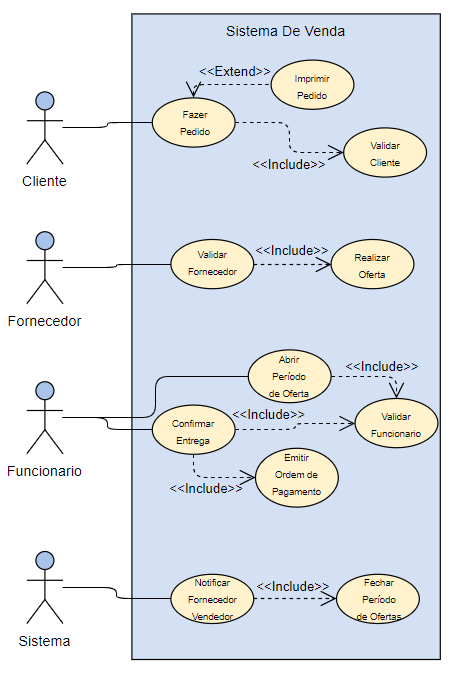 Sistema De Venda
<<Extend>>
Imprimir
Pedido
Fazer
Pedido
Validar
Cliente
<<Include>>
Cliente
Validar
Fornecedor
<<Include>>
Realizar
Oferta
Fornecedor
Abrir
Período
de Oferta
<<Include>>
Confirmar
Entrega
<<Include>>
Validar
Funcionario
Funcionario
Emitir
Ordem de
Pagamento
<<Include>>
Notificar
Fornecedor
Vendedor
<<Include>>
Fechar
Período
de Ofertas
Sistema